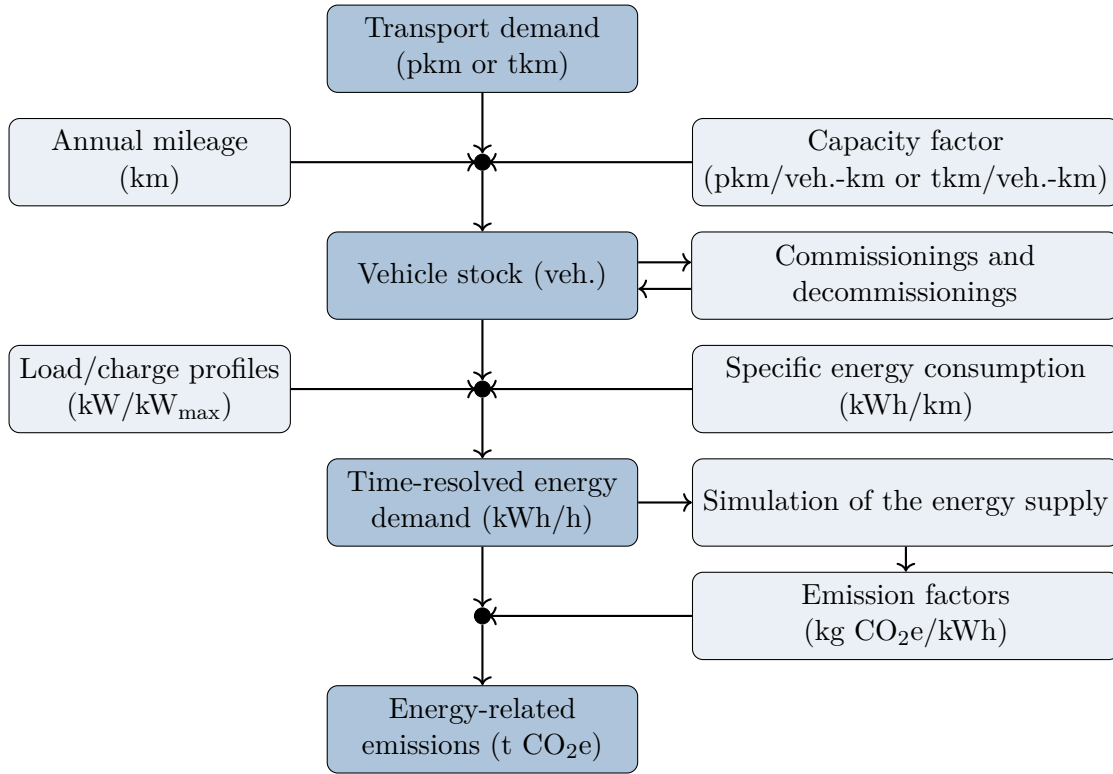 Transport demand
(pkm or tkm)
Annual mileage
(km)
Capacity factor
(pkm/veh.-km or tkm/veh.-km)
Vehicle stock (veh.)
Commissionings and
decommissionings
Load/charge profiles
(kW/kWmax)
Specific energy consumption
(kWh/km)
Time-resolved energy
demand (kWh/h)
Simulation of the energy supply
Emission factors
(kg CO₂e/kWh)
Energy-related
emissions (t CO₂e)